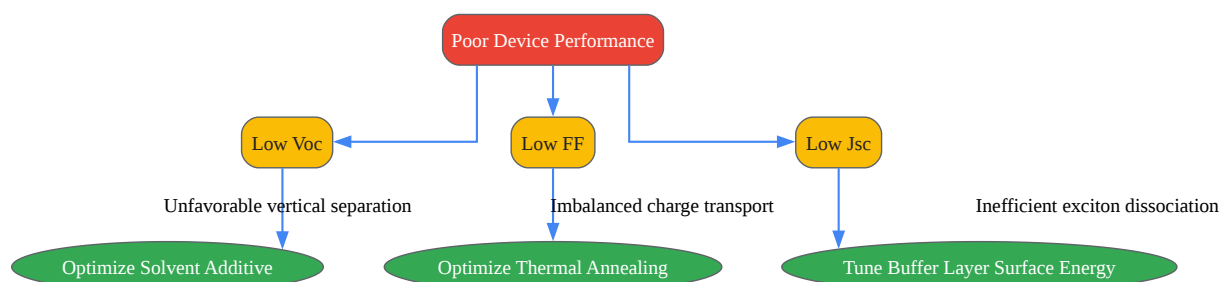 Poor Device Performance
Low Voc
Low FF
Low Jsc
Unfavorable vertical separation
Imbalanced charge transport
Inefficient exciton dissociation
Optimize Solvent Additive
Optimize Thermal Annealing
Tune Buffer Layer Surface Energy